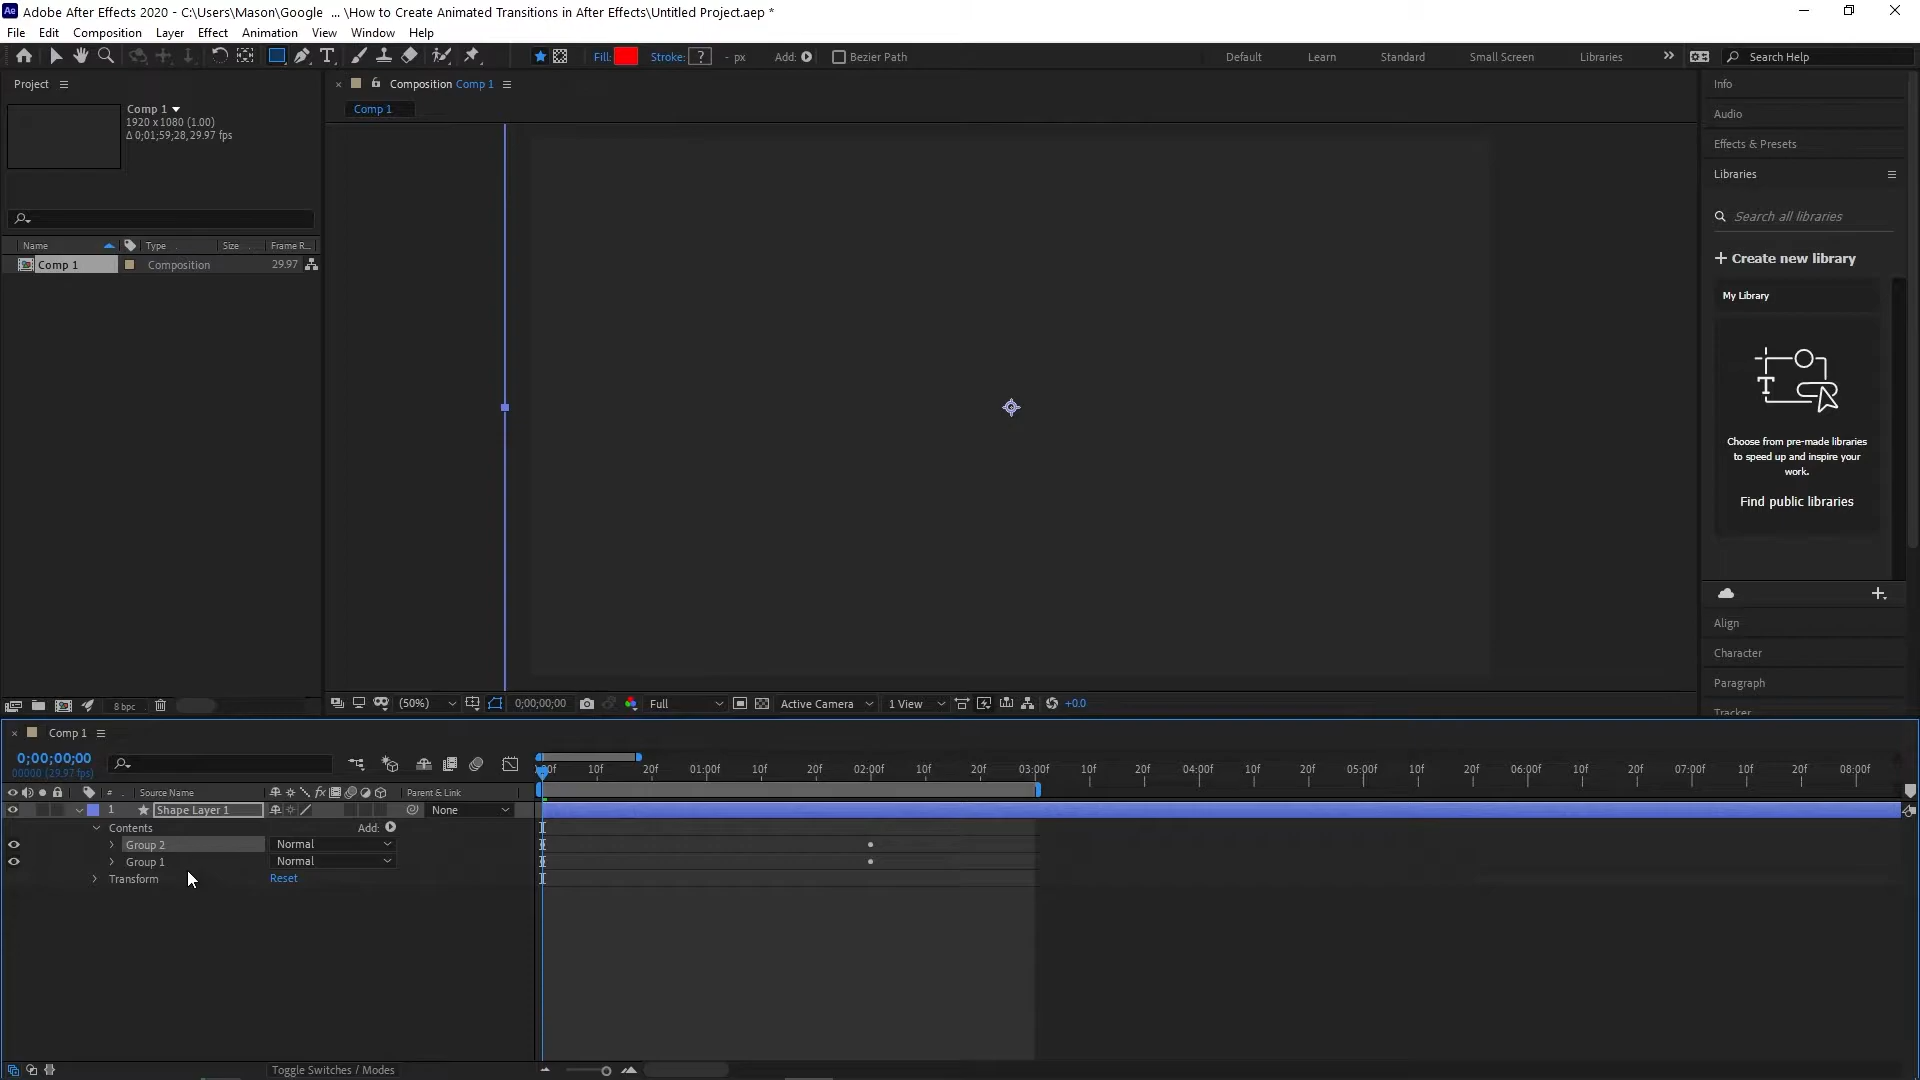 Ae Adobe After Effects 2020 - C:\Users\Mason\Google ... \How to Create Animated Transitions in After Effects\Untitled Project.aep *
File Edit Composition Layer Effect Animation View Window Help
Fill: Stroke: ? - px Add: Bezier Path Default Learn Standard Small Screen Libraries Search Help
Project
Comp 1
1920 x 1080 (1.00)
Δ 0;01;59;28, 29.97 fps
Name Type Size Frame R...
Comp 1 Composition 29.97
8 bpc
Composition Comp 1
Comp 1
(50%) 0;00;00;00 Full Active Camera 1 View +0.0
Info
Audio
Effects & Presets
Libraries
Search all libraries
+ Create new library
My Library
Choose from pre-made libraries
to speed up and inspire your
work.
Find public libraries
Align
Character
Paragraph
Tracker
Comp 1
0;00;00;00
00000 (29.97 fps)
10f 20f 01:00f 10f 20f 02:00f 10f 20f 03:00f 10f 20f 04:00f 10f 20f 05:00f 10f 20f 06:00f 10f 20f 07:00f 10f 20f 08:00f
# Source Name fx Parent & Link
1 Shape Layer 1 None
Contents Add:
Group 2 Normal
Group 1 Normal
Transform Reset
Toggle Switches / Modes